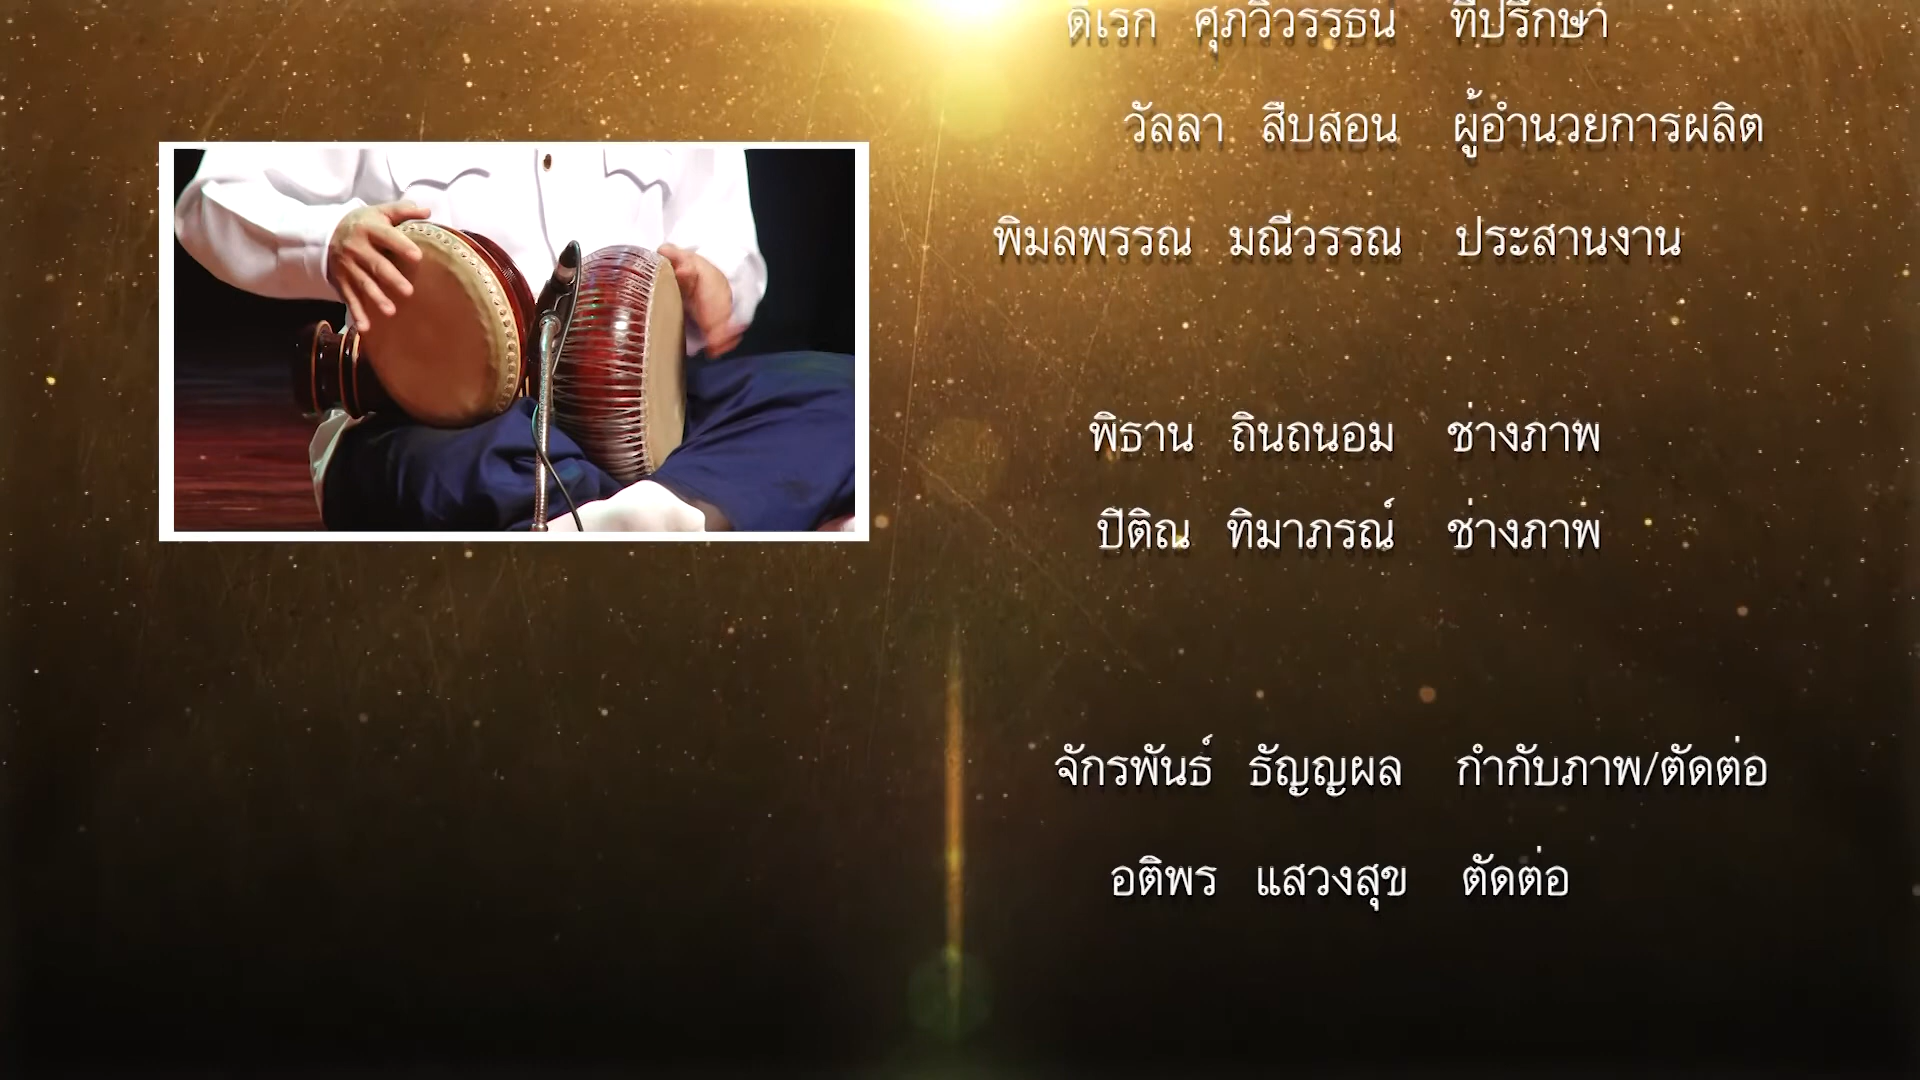 ดิเรก ศุภวิวรรธน ที่ปรึกษา
วัลลา สืบสอน ผู้อำนวยการผลิต
พิมลพรรณ มณีวรรณ ประสานงาน
พิธาน ถินถนอม ช่างภาพ
ปีติณ ทิมาภรณ์ ช่างภาพ
จักรพันธ์ ธัญญผล กำกับภาพ/ตัดต่อ
อติพร แสวงสุข ตัดต่อ